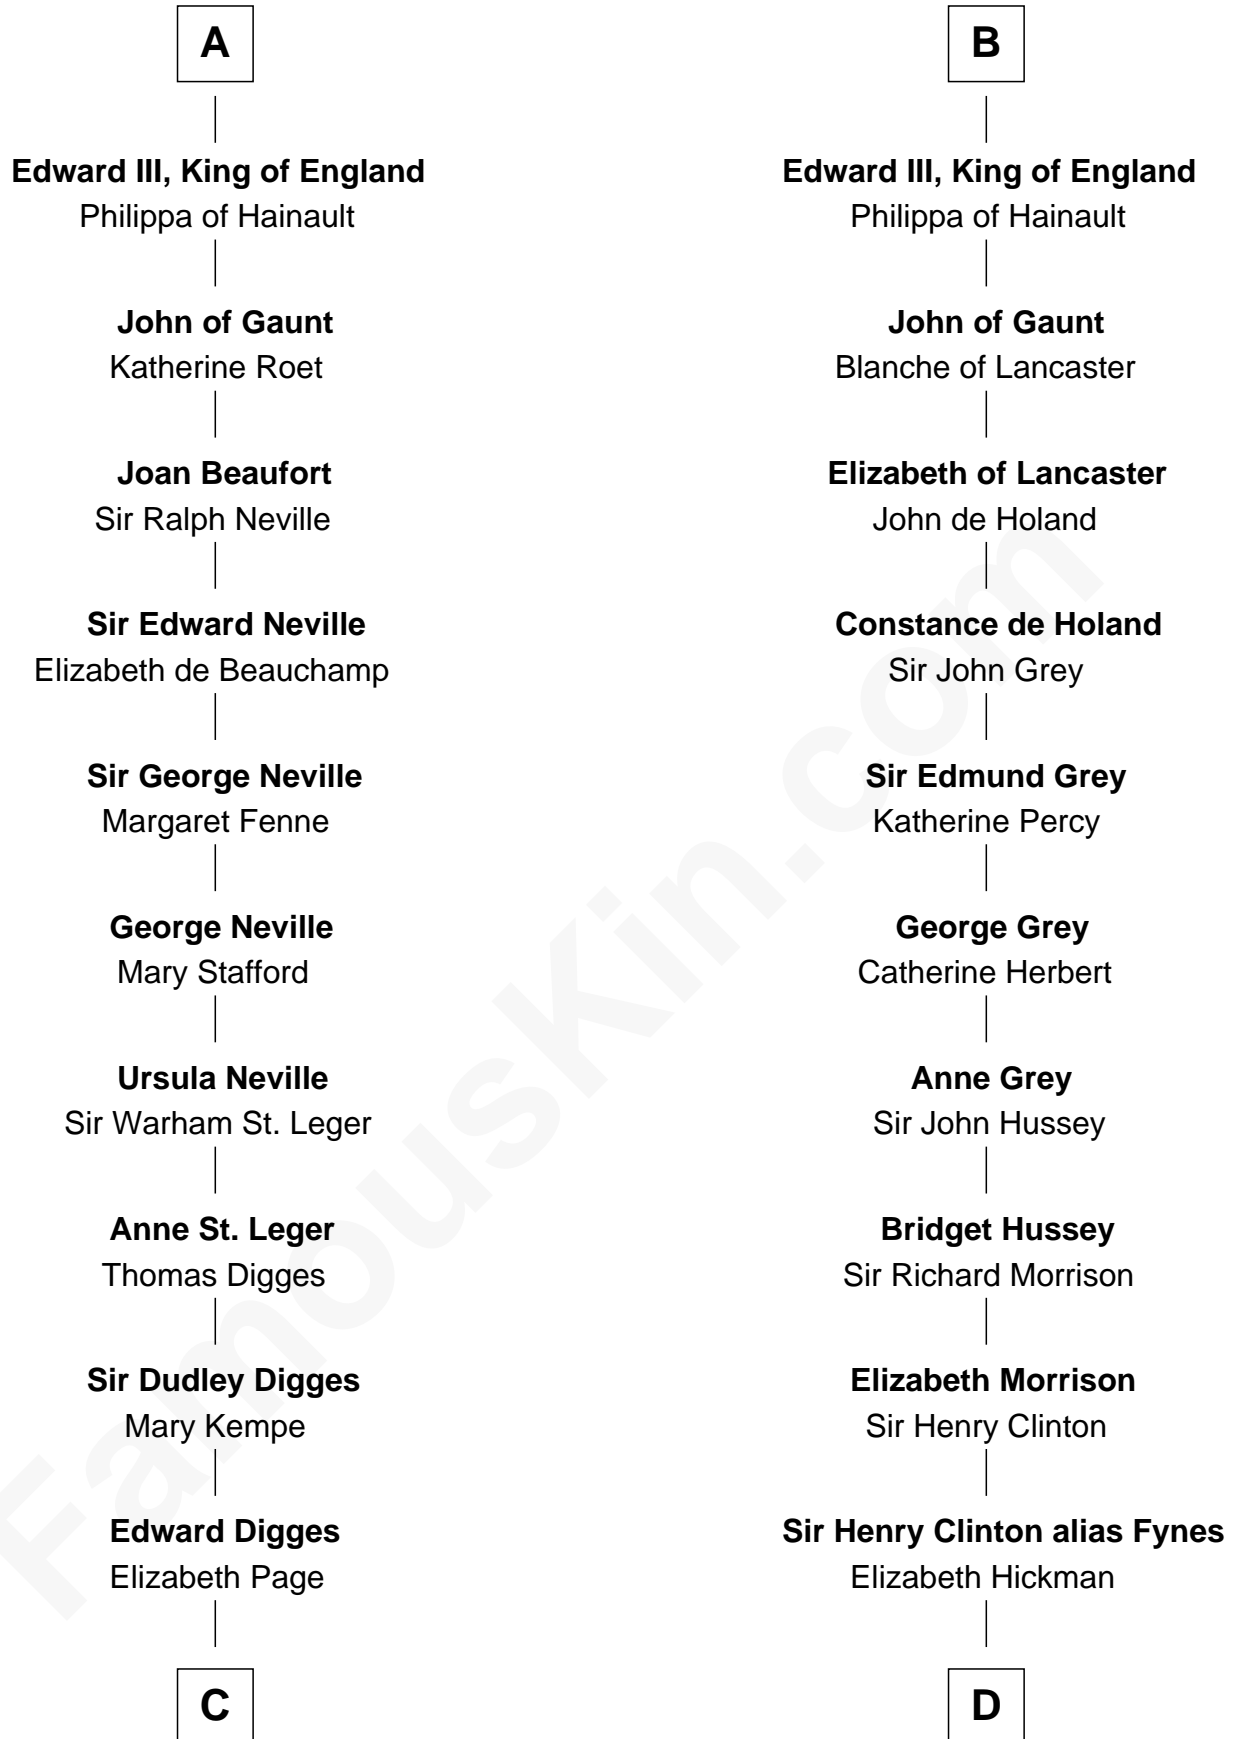 A
Edward III, King of England
Philippa of Hainault
John of Gaunt
Katherine Roet
Joan Beaufort
Sir Ralph Neville
Sir Edward Neville
Elizabeth de Beauchamp
Sir George Neville
Margaret Fenne
George Neville
Mary Stafford
Ursula Neville
Sir Warham St. Leger
Anne St. Leger
Thomas Digges
Sir Dudley Digges
Mary Kempe
Edward Digges
Elizabeth Page
C
B
Edward III, King of England
Philippa of Hainault
John of Gaunt
Blanche of Lancaster
Elizabeth of Lancaster
John de Holand
Constance de Holand
Sir John Grey
Sir Edmund Grey
Katherine Percy
George Grey
Catherine Herbert
Anne Grey
Sir John Hussey
Bridget Hussey
Sir Richard Morrison
Elizabeth Morrison
Sir Henry Clinton
Sir Henry Clinton alias Fynes
Elizabeth Hickman
D
FamousKin.com